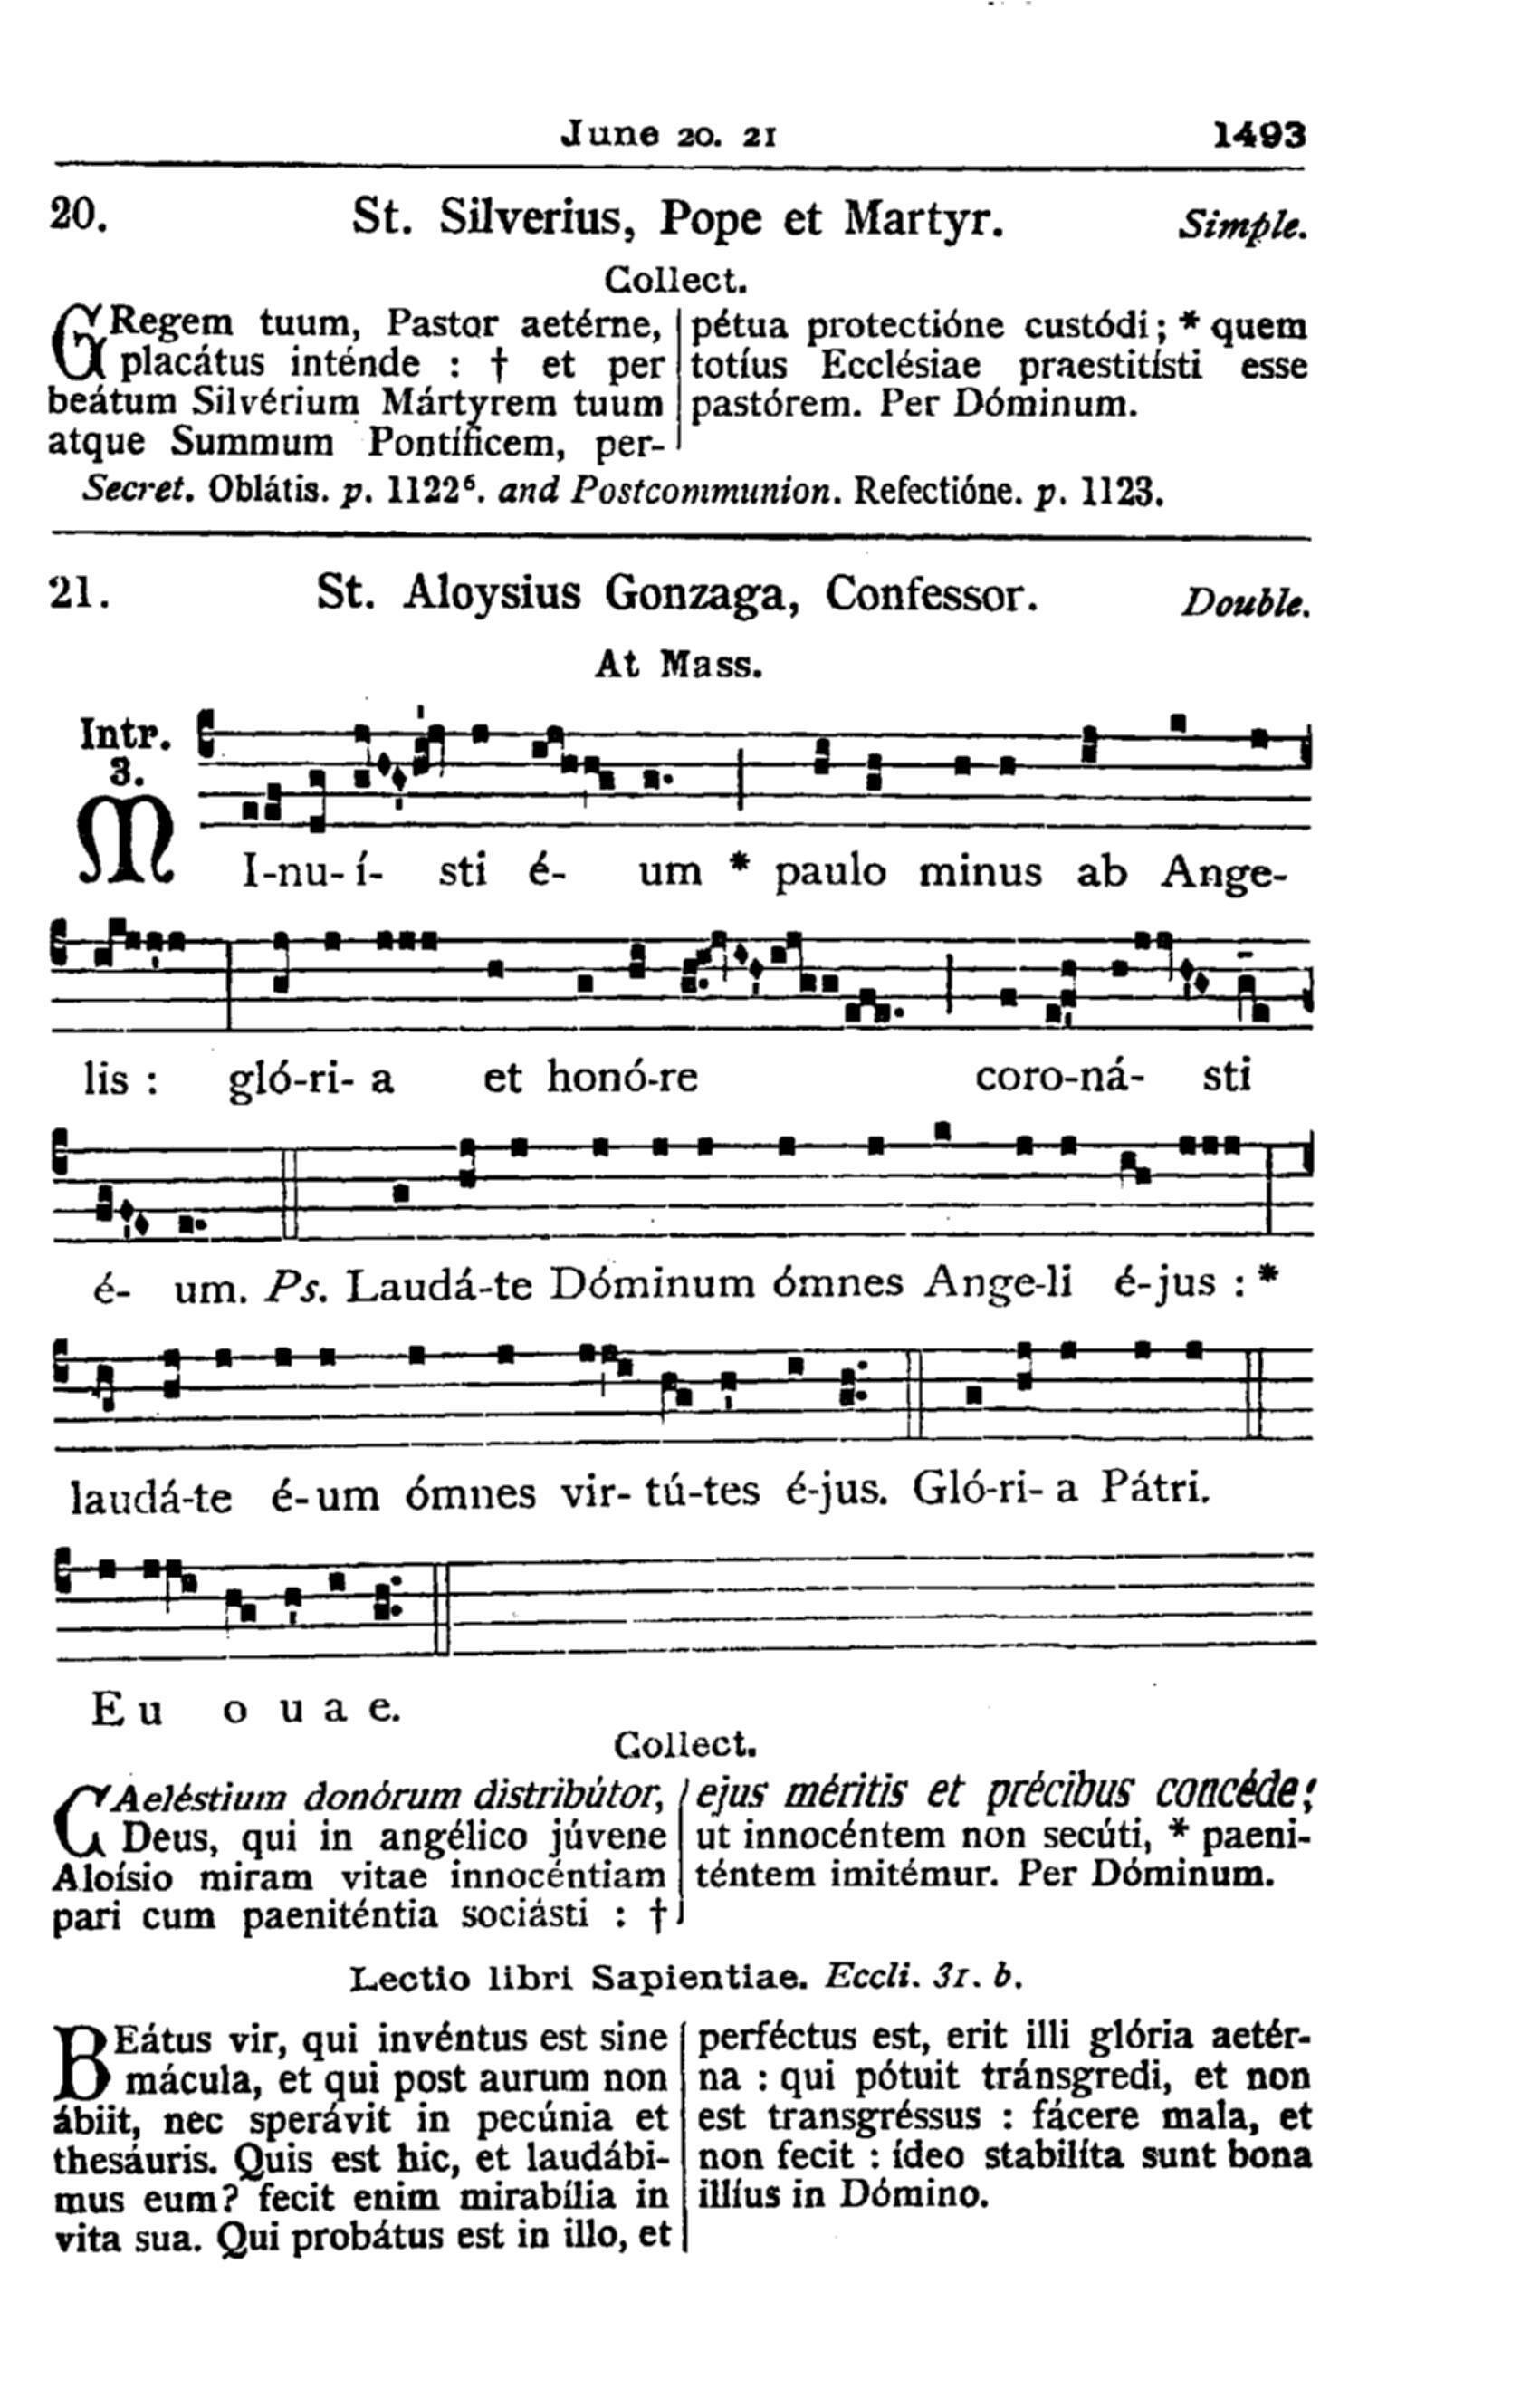 June 20. 21 1493
20. St. Silverius, Pope et Martyr. Simple.
Collect.
GRegem tuum, Pastor aetérne,
placátus inténde : † et per
beátum Silvérium Mártyrem tuum
atque Summum Pontíficem, per-
pétua protectióne custódi; * quem
totíus Ecclésiae praestitísti esse
pastórem. Per Dóminum.
Secret. Oblátis. p. 1122⁶. and Postcommunion. Refectióne. p. 1123.
21. St. Aloysius Gonzaga, Confessor. Double.
At Mass.
Intr.
3.
MI-nu-í- sti é- um * paulo minus ab Ange-
lis : gló-ri- a et honó-re coro-ná- sti
é- um. Ps. Laudá-te Dóminum ómnes Ange-li é-jus : *
laudá-te é-um ómnes vir-tú-tes é-jus. Gló-ri- a Pátri.
E u o u a e.
Collect.
CAeléstium donórum distribútor,
Deus, qui in angélico júvene
Aloísio miram vitae innocéntiam
pari cum paeniténtia sociásti : †
ejus méritis et précibus concéde;
ut innocéntem non secúti, * paeni-
téntem imitémur. Per Dóminum.
Lectio libri Sapientiae. Eccli. 31. b.
BEátus vir, qui invéntus est sine
mácula, et qui post aurum non
ábiit, nec sperávit in pecúnia et
thesáuris. Quis est hic, et laudábi-
mus eum? fecit enim mirabília in
vita sua. Qui probátus est in illo, et
perféctus est, erit illi glória aetér-
na : qui pótuit tránsgredi, et non
est transgréssus : fácere mala, et
non fecit : ídeo stabilíta sunt bona
illíus in Dómino.